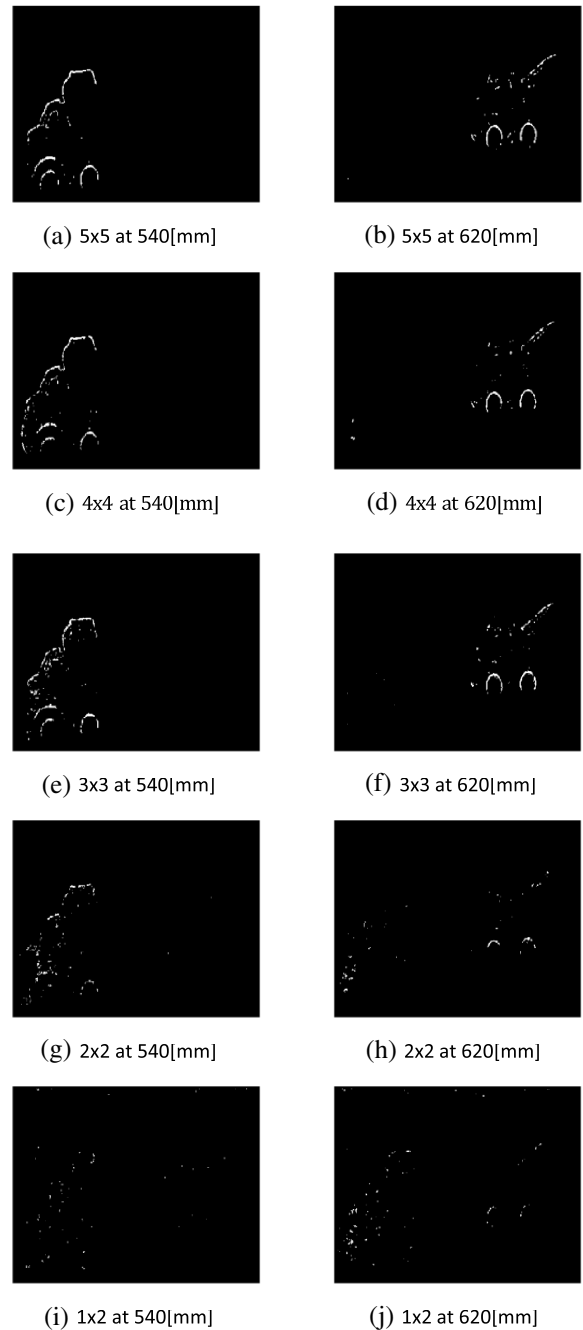 (a) 5x5 at 540[mm]
(b) 5x5 at 620[mm]
(c) 4x4 at 540[mm]
(d) 4x4 at 620[mm]
(e) 3x3 at 540[mm]
(f) 3x3 at 620[mm]
(g) 2x2 at 540[mm]
(h) 2x2 at 620[mm]
(i) 1x2 at 540[mm]
(j) 1x2 at 620[mm]